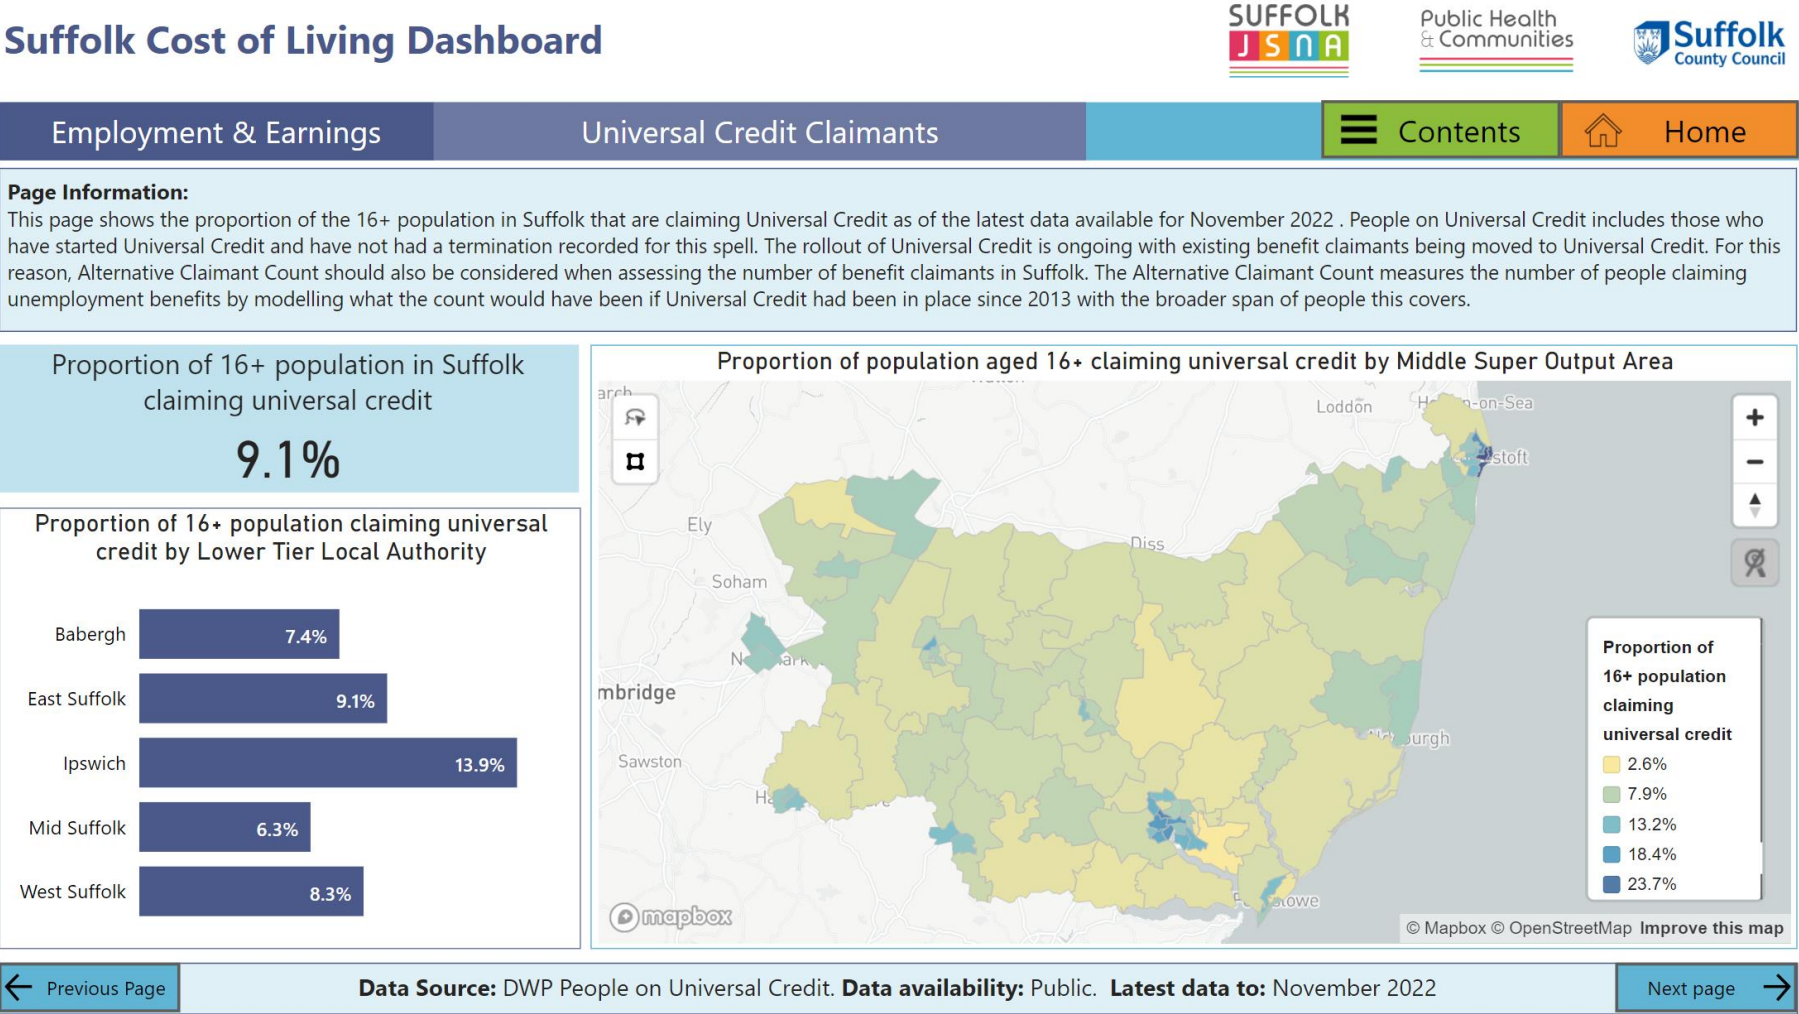 Suffolk Cost of Living Dashboard
SUFFOLK
JSNA
Public Health
& Communities
Suffolk
County Council
Employment & Earnings
Universal Credit Claimants
Contents
Home
Page Information:
This page shows the proportion of the 16+ population in Suffolk that are claiming Universal Credit as of the latest data available for November 2022 . People on Universal Credit includes those who
have started Universal Credit and have not had a termination recorded for this spell. The rollout of Universal Credit is ongoing with existing benefit claimants being moved to Universal Credit. For this
reason, Alternative Claimant Count should also be considered when assessing the number of benefit claimants in Suffolk. The Alternative Claimant Count measures the number of people claiming
unemployment benefits by modelling what the count would have been if Universal Credit had been in place since 2013 with the broader span of people this covers.
Proportion of 16+ population in Suffolk
claiming universal credit
9.1%
Proportion of 16+ population claiming universal
credit by Lower Tier Local Authority
Babergh 7.4%
East Suffolk 9.1%
Ipswich 13.9%
Mid Suffolk 6.3%
West Suffolk 8.3%
Proportion of population aged 16+ claiming universal credit by Middle Super Output Area
Loddon
Ely
Diss
Soham
mbridge
Sawston
Proportion of
16+ population
claiming
universal credit
2.6%
7.9%
13.2%
18.4%
23.7%
mapbox
© Mapbox © OpenStreetMap Improve this map
Previous Page
Data Source: DWP People on Universal Credit. Data availability: Public. Latest data to: November 2022
Next page